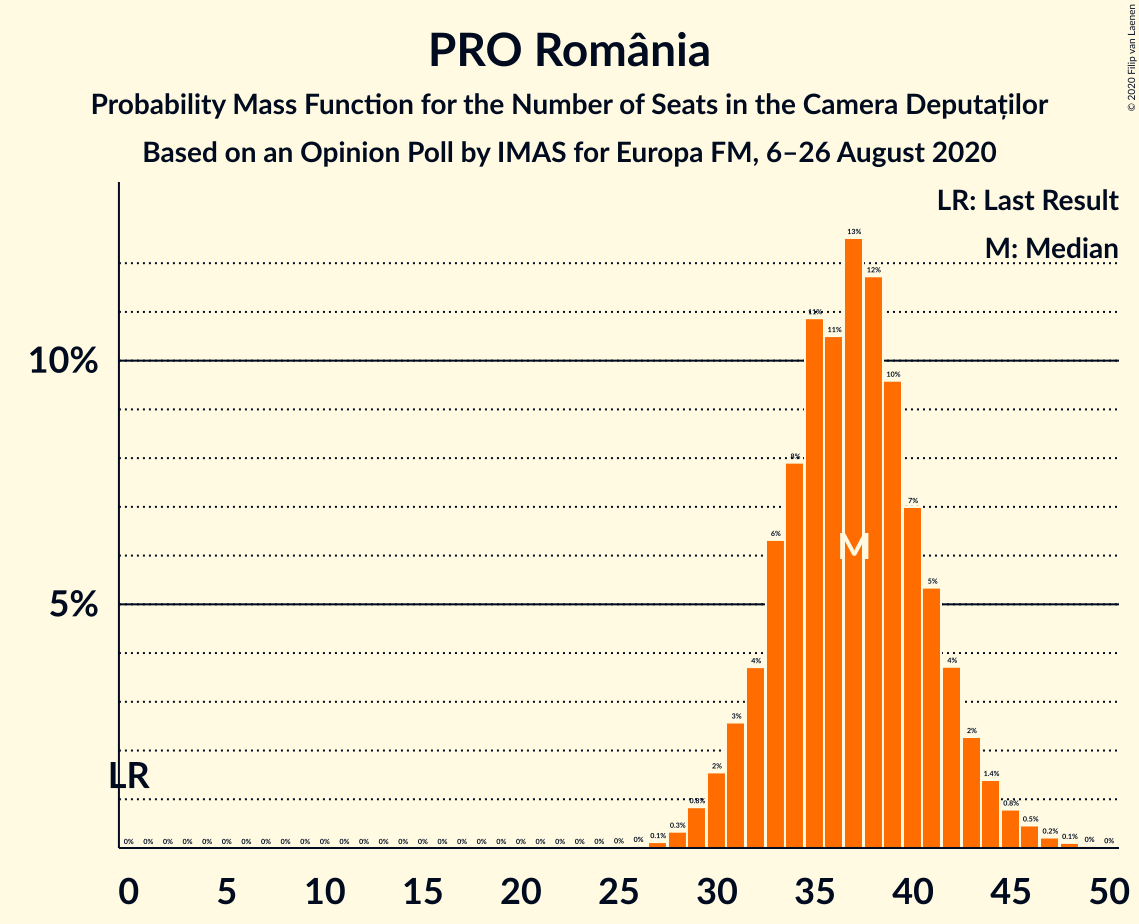 PRO România
Probability Mass Function for the Number of Seats in the Camera Deputaților
Based on an Opinion Poll by IMAS for Europa FM, 6–26 August 2020
© 2020 Filip van Laenen
LR: Last Result
M: Median
10%
5%
LR
M
0% 0% 0% 0% 0% 0% 0% 0% 0% 0% 0% 0% 0% 0% 0% 0% 0% 0% 0% 0% 0% 0% 0% 0% 0% 0% 0% 0.1% 0.3% 0.8% 2% 3% 4% 6% 8% 11% 11% 13% 12% 10% 7% 5% 4% 2% 1.4% 0.8% 0.5% 0.2% 0.1% 0% 0%
0 5 10 15 20 25 30 35 40 45 50